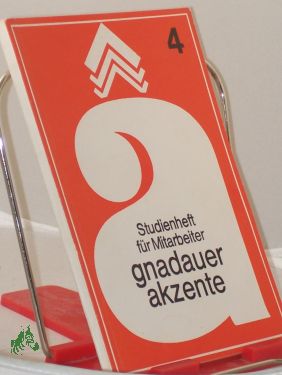 4
Studienheft
für Mitarbeiter
gnadauer
akzente